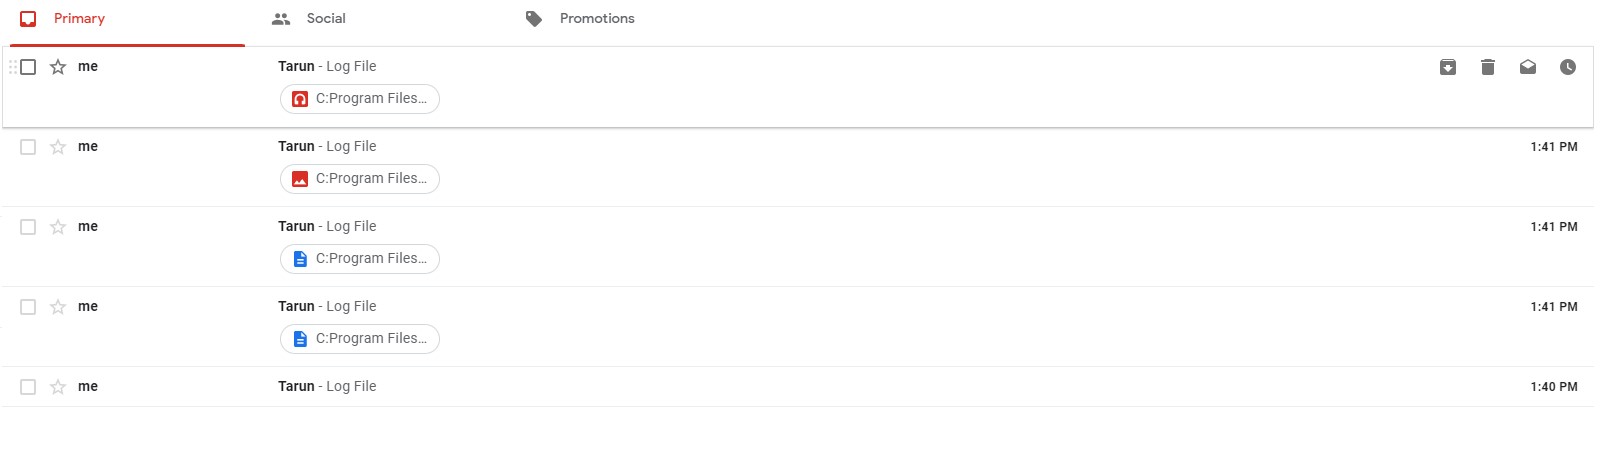 Primary Social Promotions
me Tarun - Log File
C:Program Files...
me Tarun - Log File 1:41 PM
C:Program Files...
me Tarun - Log File 1:41 PM
C:Program Files...
me Tarun - Log File 1:41 PM
C:Program Files...
me Tarun - Log File 1:40 PM